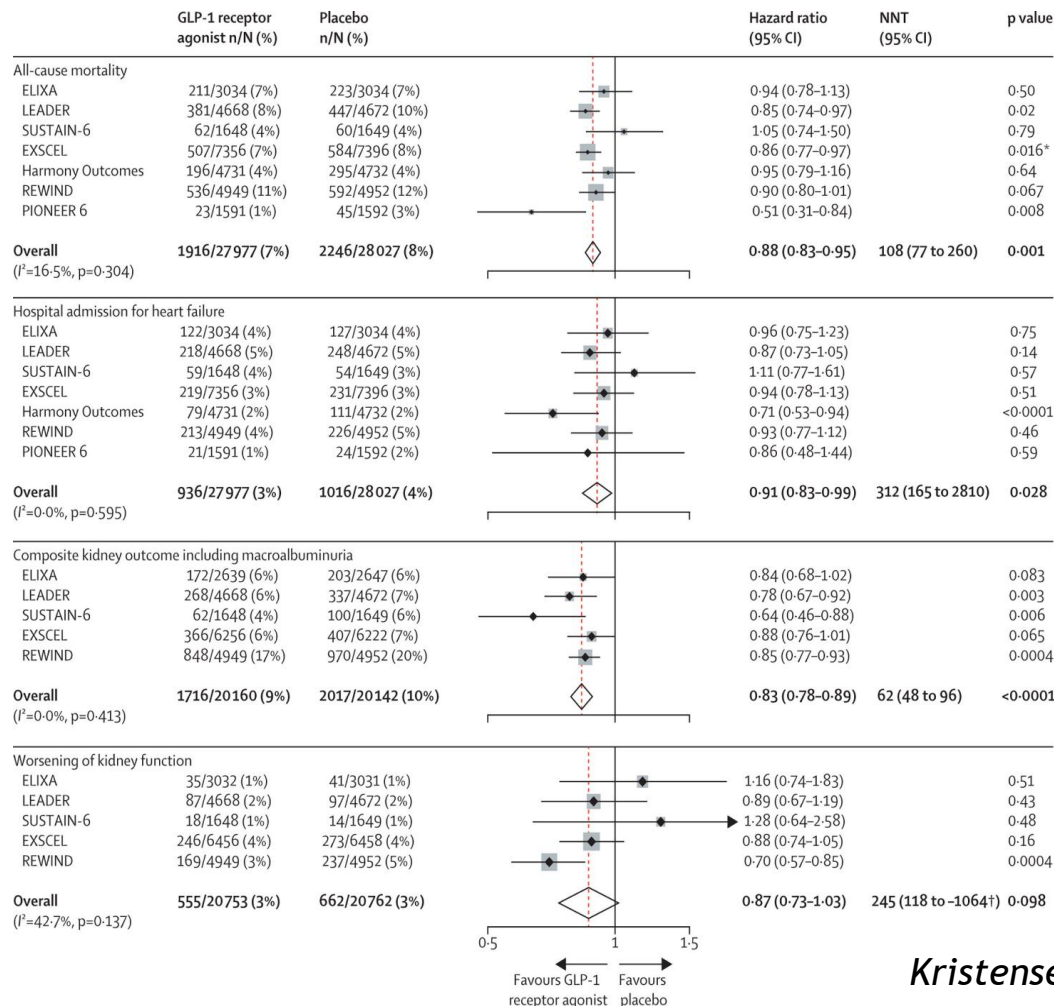 GLP-1 receptor agonist n/N (%) Placebo n/N (%) Hazard ratio (95% CI) NNT (95% CI) p value
All-cause mortality
ELIXA 211/3034 (7%) 223/3034 (7%) 0·94 (0·78–1·13) 0·50
LEADER 381/4668 (8%) 447/4672 (10%) 0·85 (0·74–0·97) 0·02
SUSTAIN-6 62/1648 (4%) 60/1649 (4%) 1·05 (0·74–1·50) 0·79
EXSCEL 507/7356 (7%) 584/7396 (8%) 0·86 (0·77–0·97) 0·016*
Harmony Outcomes 196/4731 (4%) 295/4732 (4%) 0·95 (0·79–1·16) 0·64
REWIND 536/4949 (11%) 592/4952 (12%) 0·90 (0·80–1·01) 0·067
PIONEER 6 23/1591 (1%) 45/1592 (3%) 0·51 (0·31–0·84) 0·008
Overall 1916/27977 (7%) 2246/28027 (8%) 0·88 (0·83–0·95) 108 (77 to 260) 0·001
(I²=16·5%, p=0·304)
Hospital admission for heart failure
ELIXA 122/3034 (4%) 127/3034 (4%) 0·96 (0·75–1·23) 0·75
LEADER 218/4668 (5%) 248/4672 (5%) 0·87 (0·73–1·05) 0·14
SUSTAIN-6 59/1648 (4%) 54/1649 (3%) 1·11 (0·77–1·61) 0·57
EXSCEL 219/7356 (3%) 231/7396 (3%) 0·94 (0·78–1·13) 0·51
Harmony Outcomes 79/4731 (2%) 111/4732 (2%) 0·71 (0·53–0·94) <0·0001
REWIND 213/4949 (4%) 226/4952 (5%) 0·93 (0·77–1·12) 0·46
PIONEER 6 21/1591 (1%) 24/1592 (2%) 0·86 (0·48–1·44) 0·59
Overall 936/27977 (3%) 1016/28027 (4%) 0·91 (0·83–0·99) 312 (165 to 2810) 0·028
(I²=0·0%, p=0·595)
Composite kidney outcome including macroalbuminuria
ELIXA 172/2639 (6%) 203/2647 (6%) 0·84 (0·68–1·02) 0·083
LEADER 268/4668 (6%) 337/4672 (7%) 0·78 (0·67–0·92) 0·003
SUSTAIN-6 62/1648 (4%) 100/1649 (6%) 0·64 (0·46–0·88) 0·006
EXSCEL 366/6256 (6%) 407/6222 (7%) 0·88 (0·76–1·01) 0·065
REWIND 848/4949 (17%) 970/4952 (20%) 0·85 (0·77–0·93) 0·0004
Overall 1716/20160 (9%) 2017/20142 (10%) 0·83 (0·78–0·89) 62 (48 to 96) <0·0001
(I²=0·0%, p=0·413)
Worsening of kidney function
ELIXA 35/3032 (1%) 41/3031 (1%) 1·16 (0·74–1·83) 0·51
LEADER 87/4668 (2%) 97/4672 (2%) 0·89 (0·67–1·19) 0·43
SUSTAIN-6 18/1648 (1%) 14/1649 (1%) 1·28 (0·64–2·58) 0·48
EXSCEL 246/6456 (4%) 273/6458 (4%) 0·88 (0·74–1·05) 0·16
REWIND 169/4949 (3%) 237/4952 (5%) 0·70 (0·57–0·85) 0·0004
Overall 555/20753 (3%) 662/20762 (3%) 0·87 (0·73–1·03) 245 (118 to –1064†) 0·098
(I²=42·7%, p=0·137)
0·5 1 1·5
Favours GLP-1 receptor agonist Favours placebo
Kristense